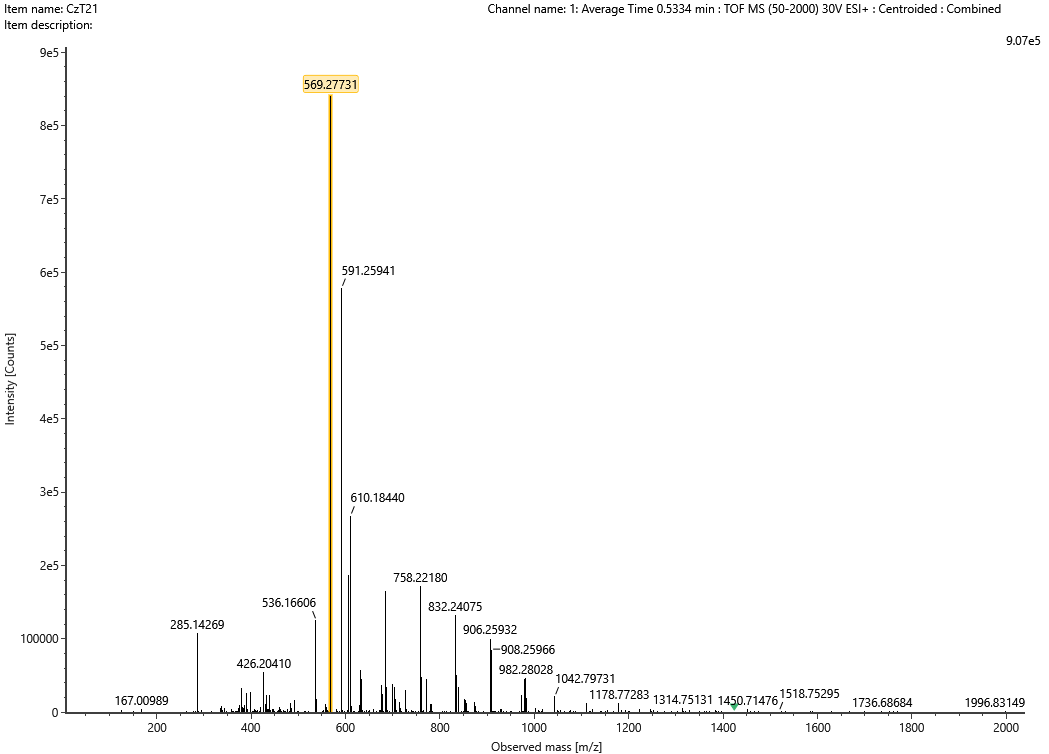 Item name: CzT21
Channel name: 1: Average Time 0.5334 min : TOF MS (50-2000) 30V ESI+ : Centroided : Combined
Item description:
9.07e5
9e5
569.27731
8e5
7e5
6e5
591.25941
5e5
4e5
3e5
610.18440
2e5
758.22180
536.16606
832.24075
285.14269
906.25932
100000
908.25966
426.20410
982.28028
1042.79731
167.00989
1178.77283
1314.75131
1450.71476
1518.75295
1736.68684
1996.83149
0
200
400
600
800
1000
1200
1400
1600
1800
2000
Intensity [Counts]
Observed mass [m/z]